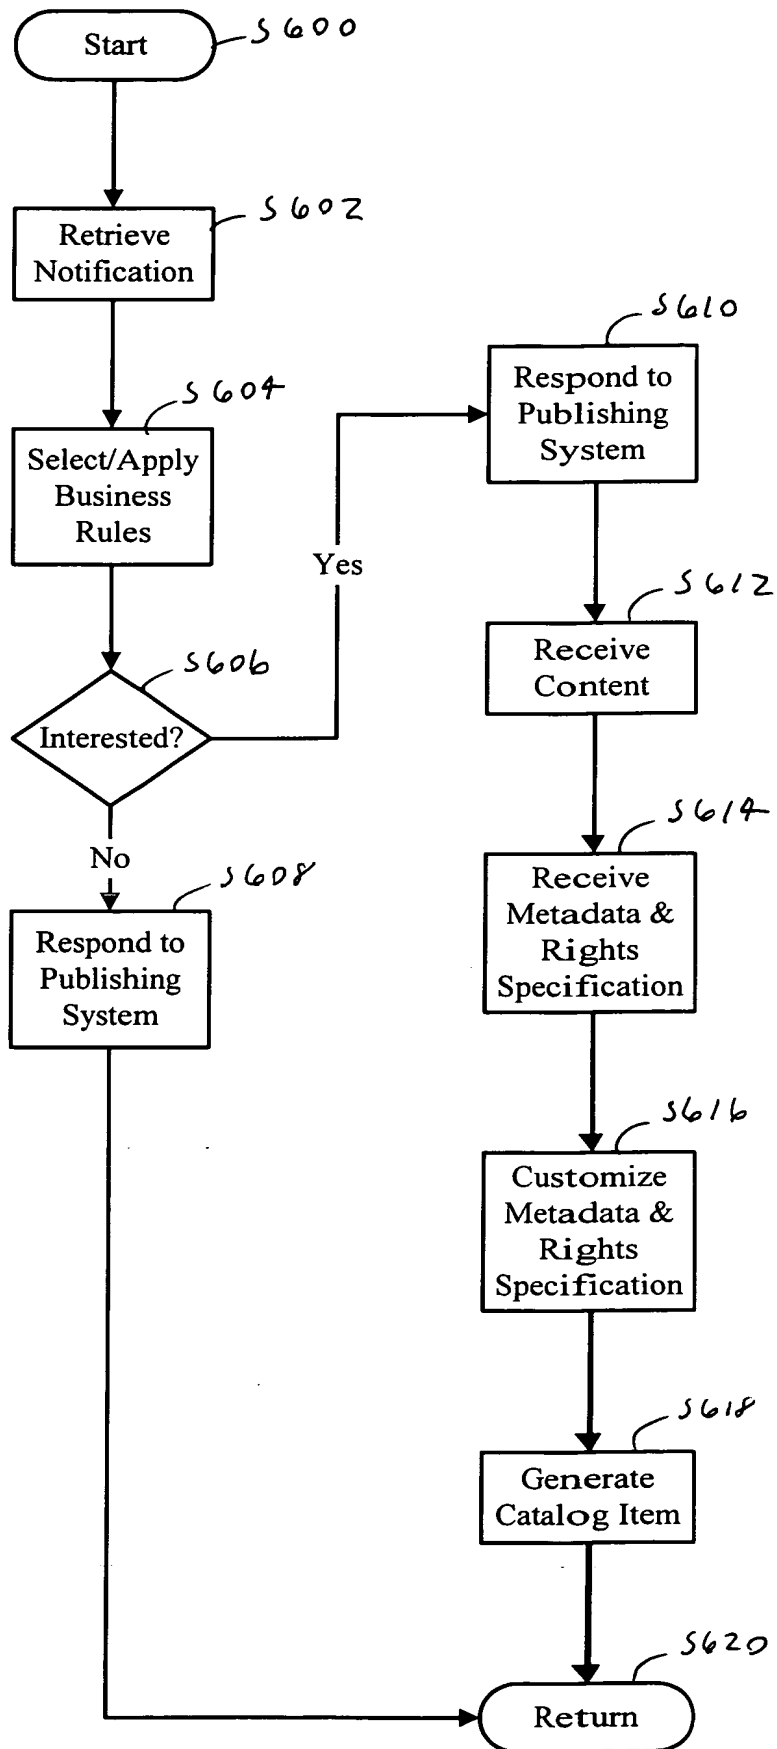 Start
S600
Retrieve
Notification
S602
Select/Apply
Business
Rules
S604
Interested?
S606
Yes
No
Respond to
Publishing
System
S608
Respond to
Publishing
System
S610
Receive
Content
S612
Receive
Metadata &
Rights
Specification
S614
Customize
Metadata &
Rights
Specification
S616
Generate
Catalog Item
S618
Return
S620